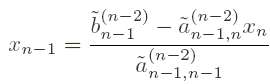 x_{n-1} = \frac{\tilde{b}_{n-1}^{(n-2)} - \tilde{a}_{n-1,n}^{(n-2)} x_n}{\tilde{a}_{n-1,n-1}^{(n-2)}}